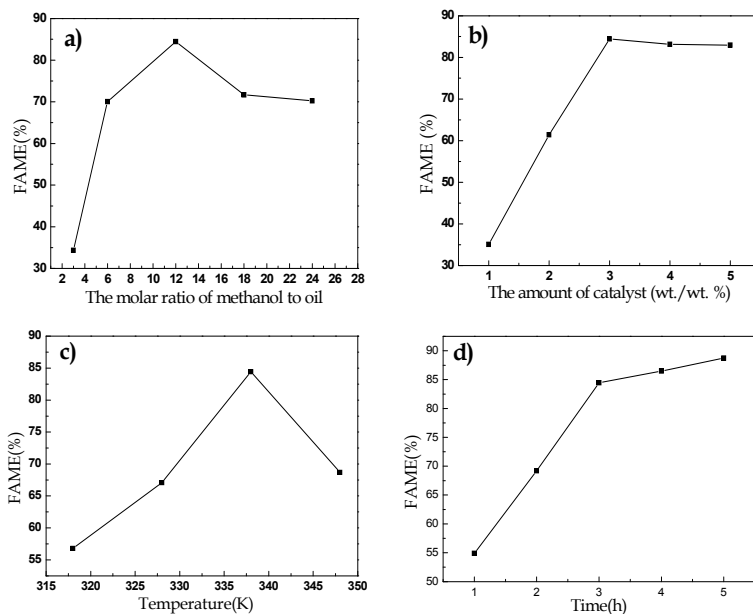 a)
90
80
70
60
50
40
30
FAME(%)
2 4 6 8 10 12 14 16 18 20 22 24 26 28
The molar ratio of methanol to oil
b)
90
80
70
60
50
40
30
FAME (%)
1 2 3 4 5
The amount of catalyst (wt./wt. %)
c)
90
85
80
75
70
65
60
55
FAME(%)
315 320 325 330 335 340 345 350
Temperature(K)
d)
90
85
80
75
70
65
60
55
50
FAME(%)
1 2 3 4 5
Time(h)